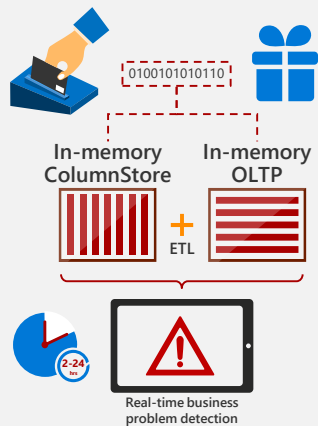 0100101010110
In-memory
ColumnStore
In-memory
OLTP
+
ETL
2-24
hrs
Real-time business
problem detection